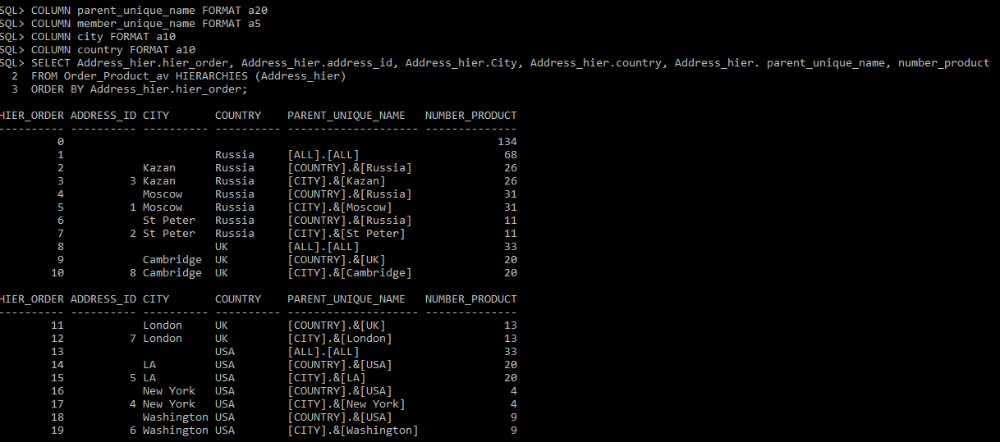 SQL> COLUMN parent_unique_name FORMAT a20
SQL> COLUMN member_unique_name FORMAT a5
SQL> COLUMN city FORMAT a10
SQL> COLUMN country FORMAT a10
SQL> SELECT Address_hier.hier_order, Address_hier.address_id, Address_hier.City, Address_hier.country, Address_hier. parent_unique_name, number_product
  2  FROM Order_Product_av HIERARCHIES (Address_hier)
  3  ORDER BY Address_hier.hier_order;
HIER_ORDER ADDRESS_ID CITY       COUNTRY    PARENT_UNIQUE_NAME   NUMBER_PRODUCT
---------- ---------- ---------- ---------- -------------------- --------------
         0                                                                  134
         1                       Russia     [ALL].[ALL]                      68
         2            Kazan      Russia     [COUNTRY].&[Russia]              26
         3          3 Kazan      Russia     [CITY].&[Kazan]                  26
         4            Moscow     Russia     [COUNTRY].&[Russia]              31
         5          1 Moscow     Russia     [CITY].&[Moscow]                 31
         6            St Peter   Russia     [COUNTRY].&[Russia]              11
         7          2 St Peter   Russia     [CITY].&[St Peter]               11
         8                       UK         [ALL].[ALL]                      33
         9            Cambridge  UK         [COUNTRY].&[UK]                  20
        10          8 Cambridge  UK         [CITY].&[Cambridge]              20
HIER_ORDER ADDRESS_ID CITY       COUNTRY    PARENT_UNIQUE_NAME   NUMBER_PRODUCT
---------- ---------- ---------- ---------- -------------------- --------------
        11            London     UK         [COUNTRY].&[UK]                  13
        12          7 London     UK         [CITY].&[London]                 13
        13                       USA        [ALL].[ALL]                      33
        14            LA         USA        [COUNTRY].&[USA]                 20
        15          5 LA         USA        [CITY].&[LA]                     20
        16            New York   USA        [COUNTRY].&[USA]                  4
        17          4 New York   USA        [CITY].&[New York]                4
        18            Washington USA        [COUNTRY].&[USA]                  9
        19          6 Washington USA        [CITY].&[Washington]              9